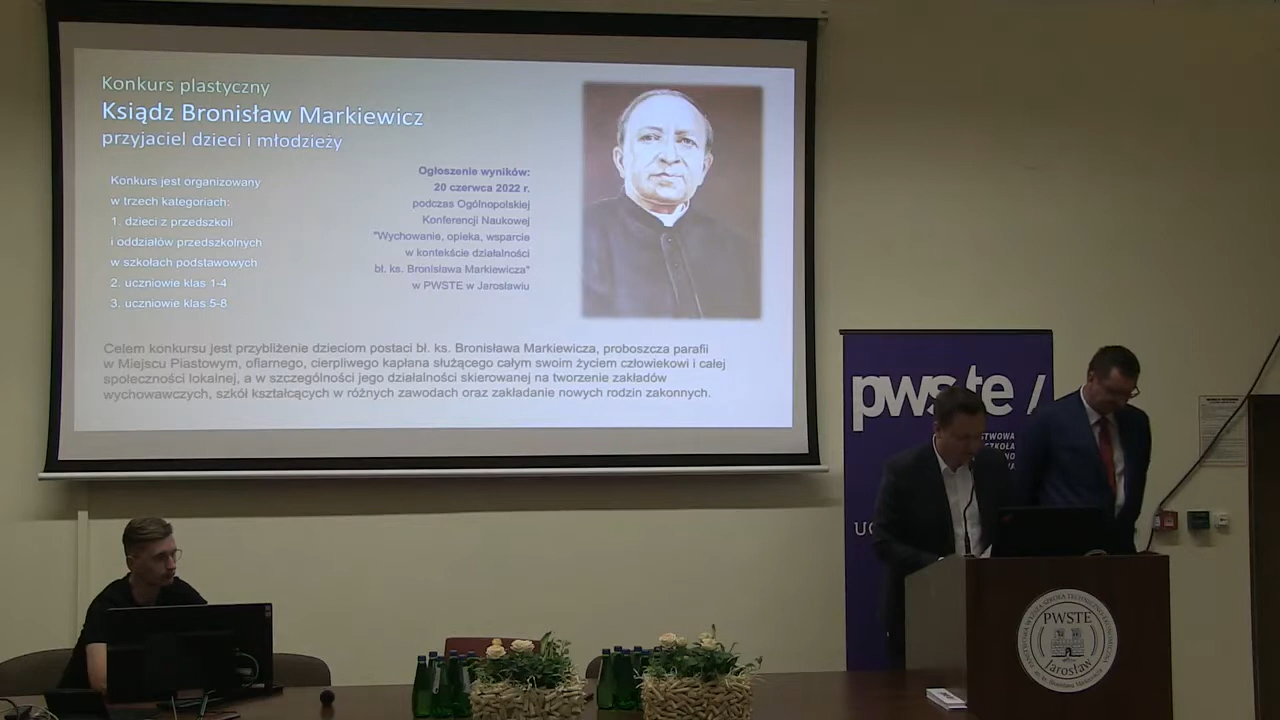 Konkurs plastyczny
Ksiądz Bronisław Markiewicz
przyjaciel dzieci i młodzieży
Konkurs jest organizowany
w trzech kategoriach:
1. dzieci z przedszkoli
i oddziałów przedszkolnych
w szkołach podstawowych
2. uczniowie klas 1-4
3. uczniowie klas 5-8
Ogłoszenie wyników:
20 czerwca 2022 r.
podczas Ogólnopolskiej
Konferencji Naukowej
"Wychowanie, opieka, wsparcie
w kontekście działalności
bł. ks. Bronisława Markiewicza"
w PWSTE w Jarosławiu
Celem konkursu jest przybliżenie dzieciom postaci bł. ks. Bronisława Markiewicza, proboszcza parafii
w Miejscu Piastowym, ofiarnego, cierpliwego kapłana służącego całym swoim życiem człowiekowi i całej
społeczności lokalnej, a w szczególności jego działalności skierowanej na tworzenie zakładów
wychowawczych, szkół kształcących w różnych zawodach oraz zakładanie nowych rodzin zakonnych.
pwste /
PWSTE
Jarosław